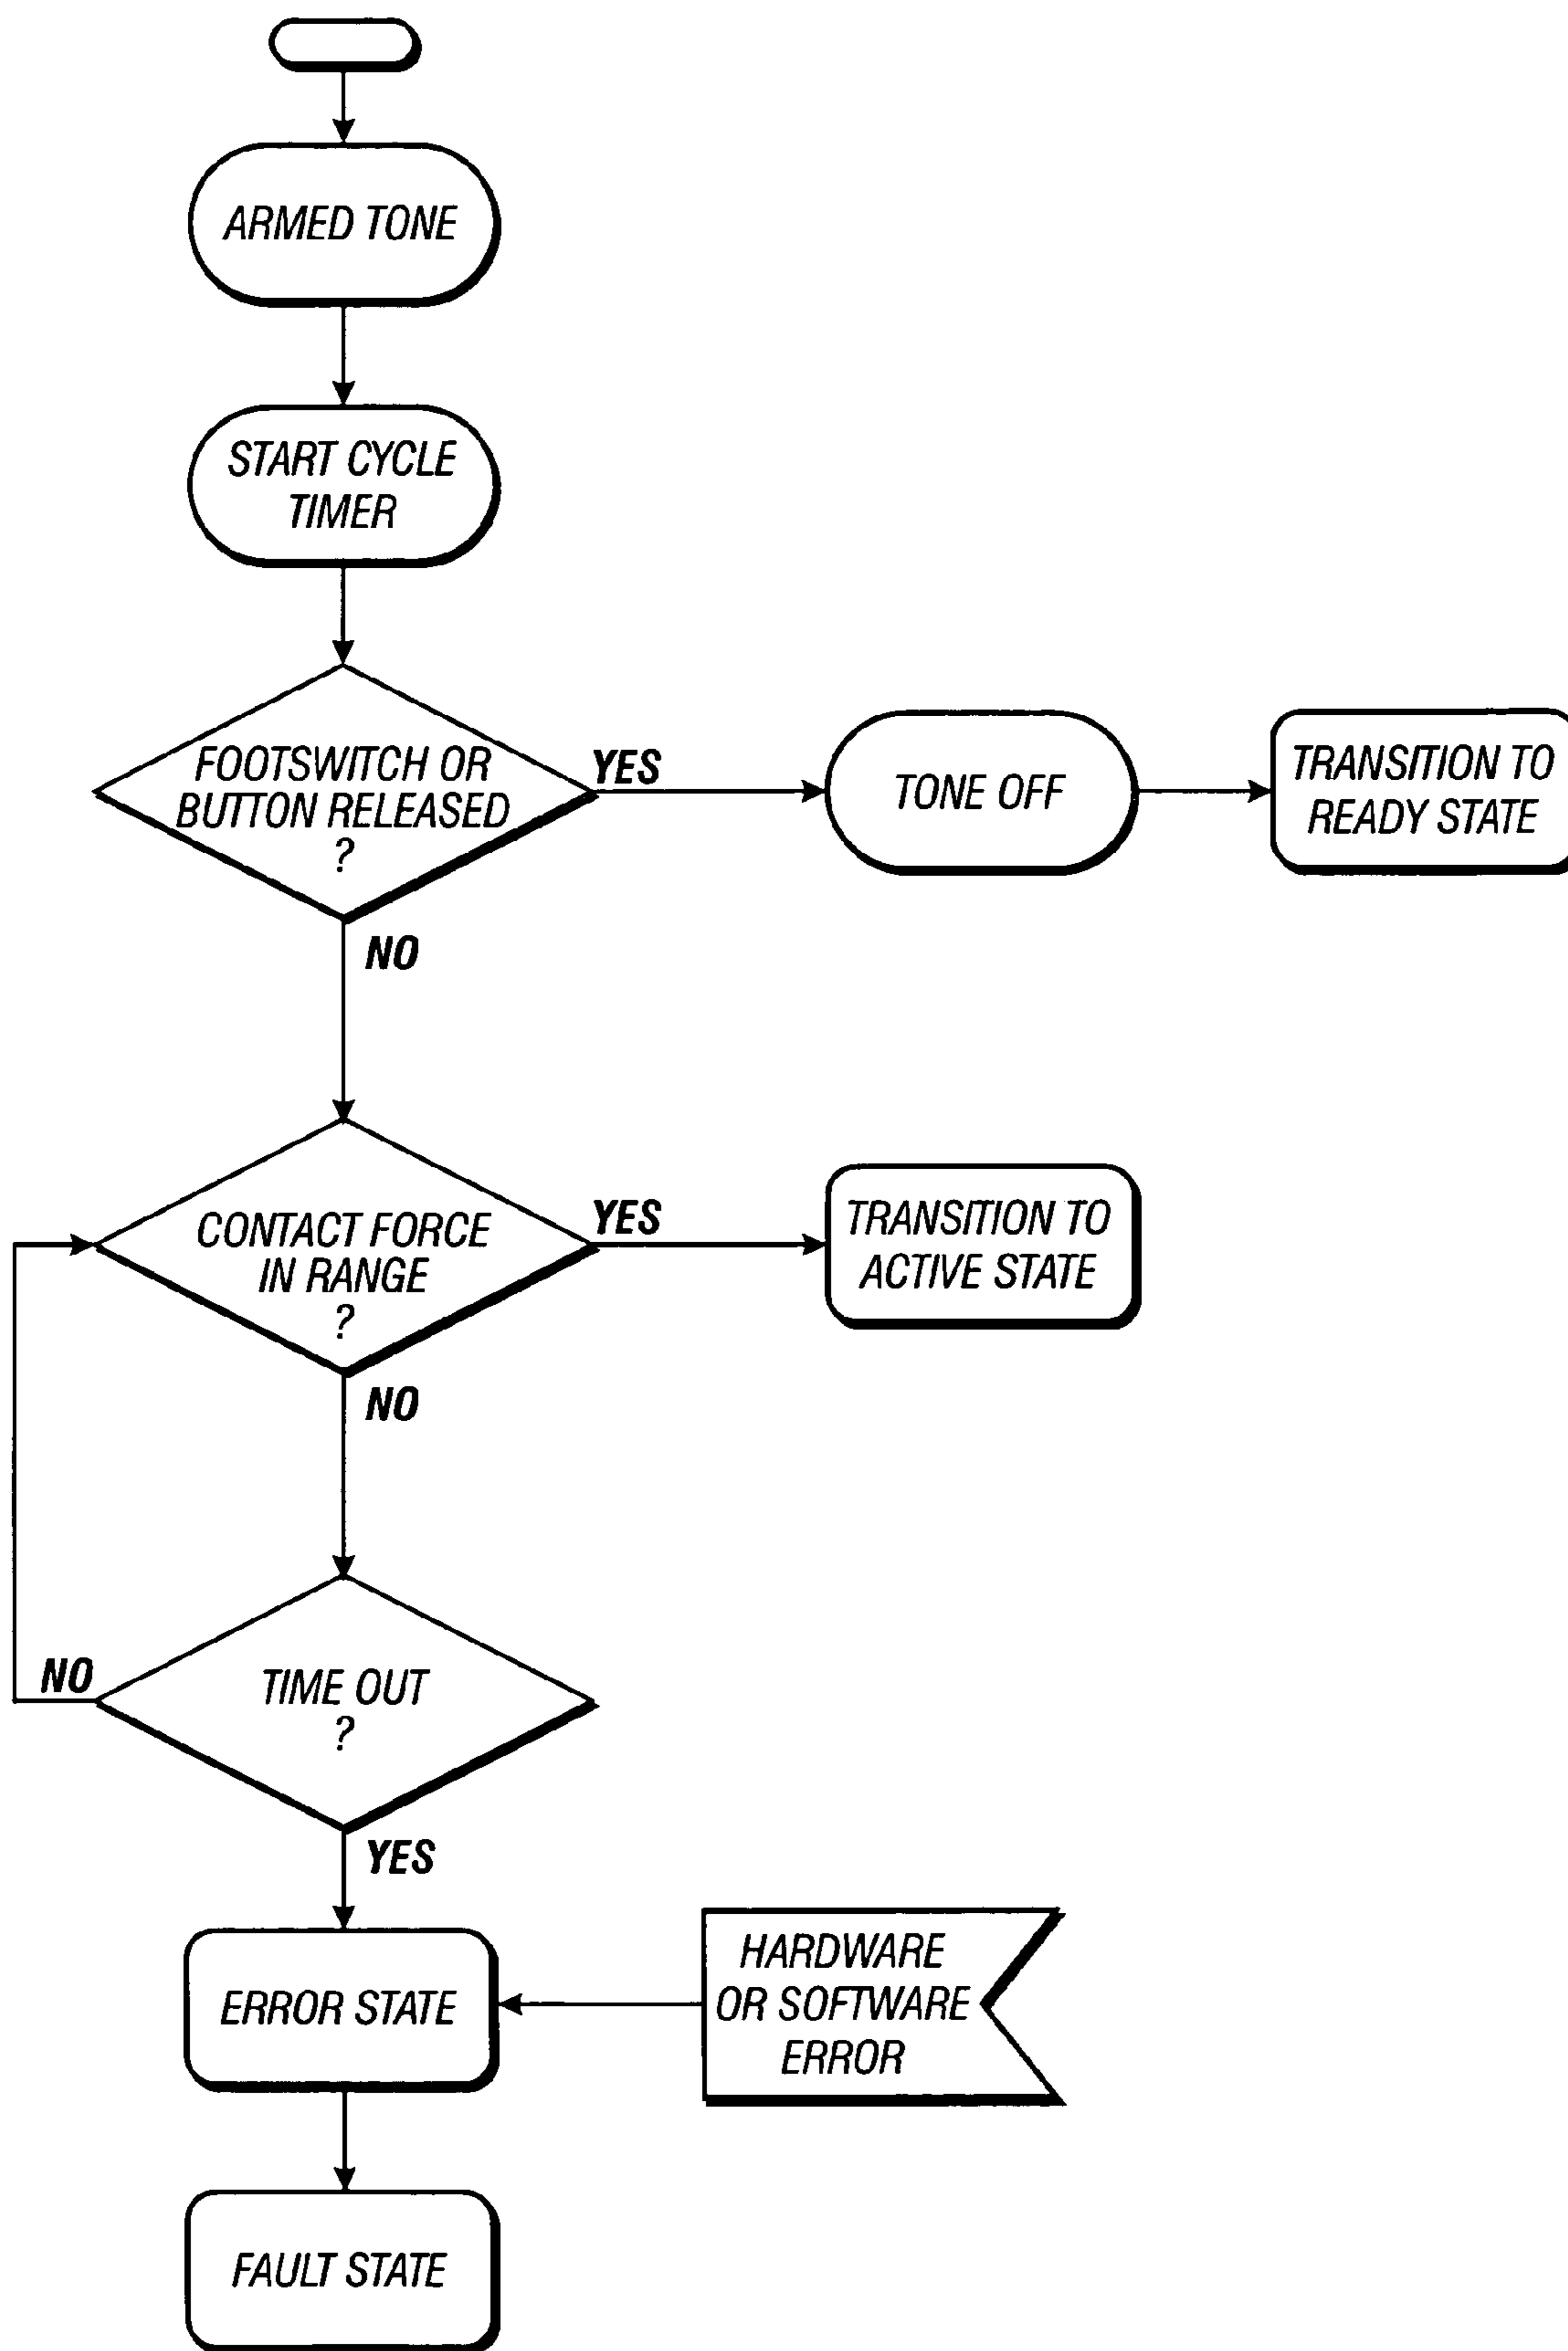 ARMED TONE
START CYCLE
TIMER
FOOTSWITCH OR
BUTTON RELEASED
?
YES
TONE OFF
TRANSITION TO
READY STATE
NO
CONTACT FORCE
IN RANGE
?
YES
TRANSITION TO
ACTIVE STATE
NO
TIME OUT
?
NO
YES
ERROR STATE
HARDWARE
OR SOFTWARE
ERROR
FAULT STATE